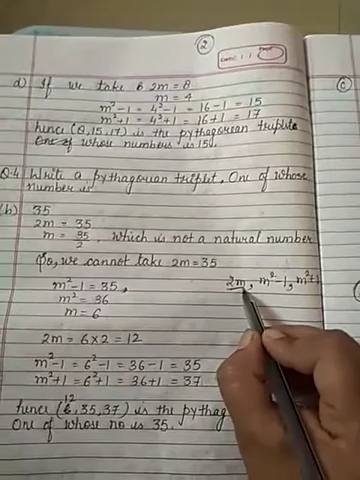 2
d) If we take 6 2m = 8
m = 4
m²-1 = 4²-1 = 16-1 = 15
m²+1 = 4²+1 = 16+1 = 17
hence (8,15,17) is the pythagorean triplet
One of whose numbers is 15.
Q.4 Write a pythagorian triplet. One of whose
number is
(b) 35
2m = 35
m = 35/2, which is not a natural number
So, we cannot take 2m = 35
m²-1 = 35,
2m, m²-1, m²+1
m² = 36
m = 6
2m = 6×2 = 12
m²-1 = 6²-1 = 36-1 = 35
m²+1 = 6²+1 = 36+1 = 37
12
hence (6,35,37) is the pythag
One of whose no is 35.